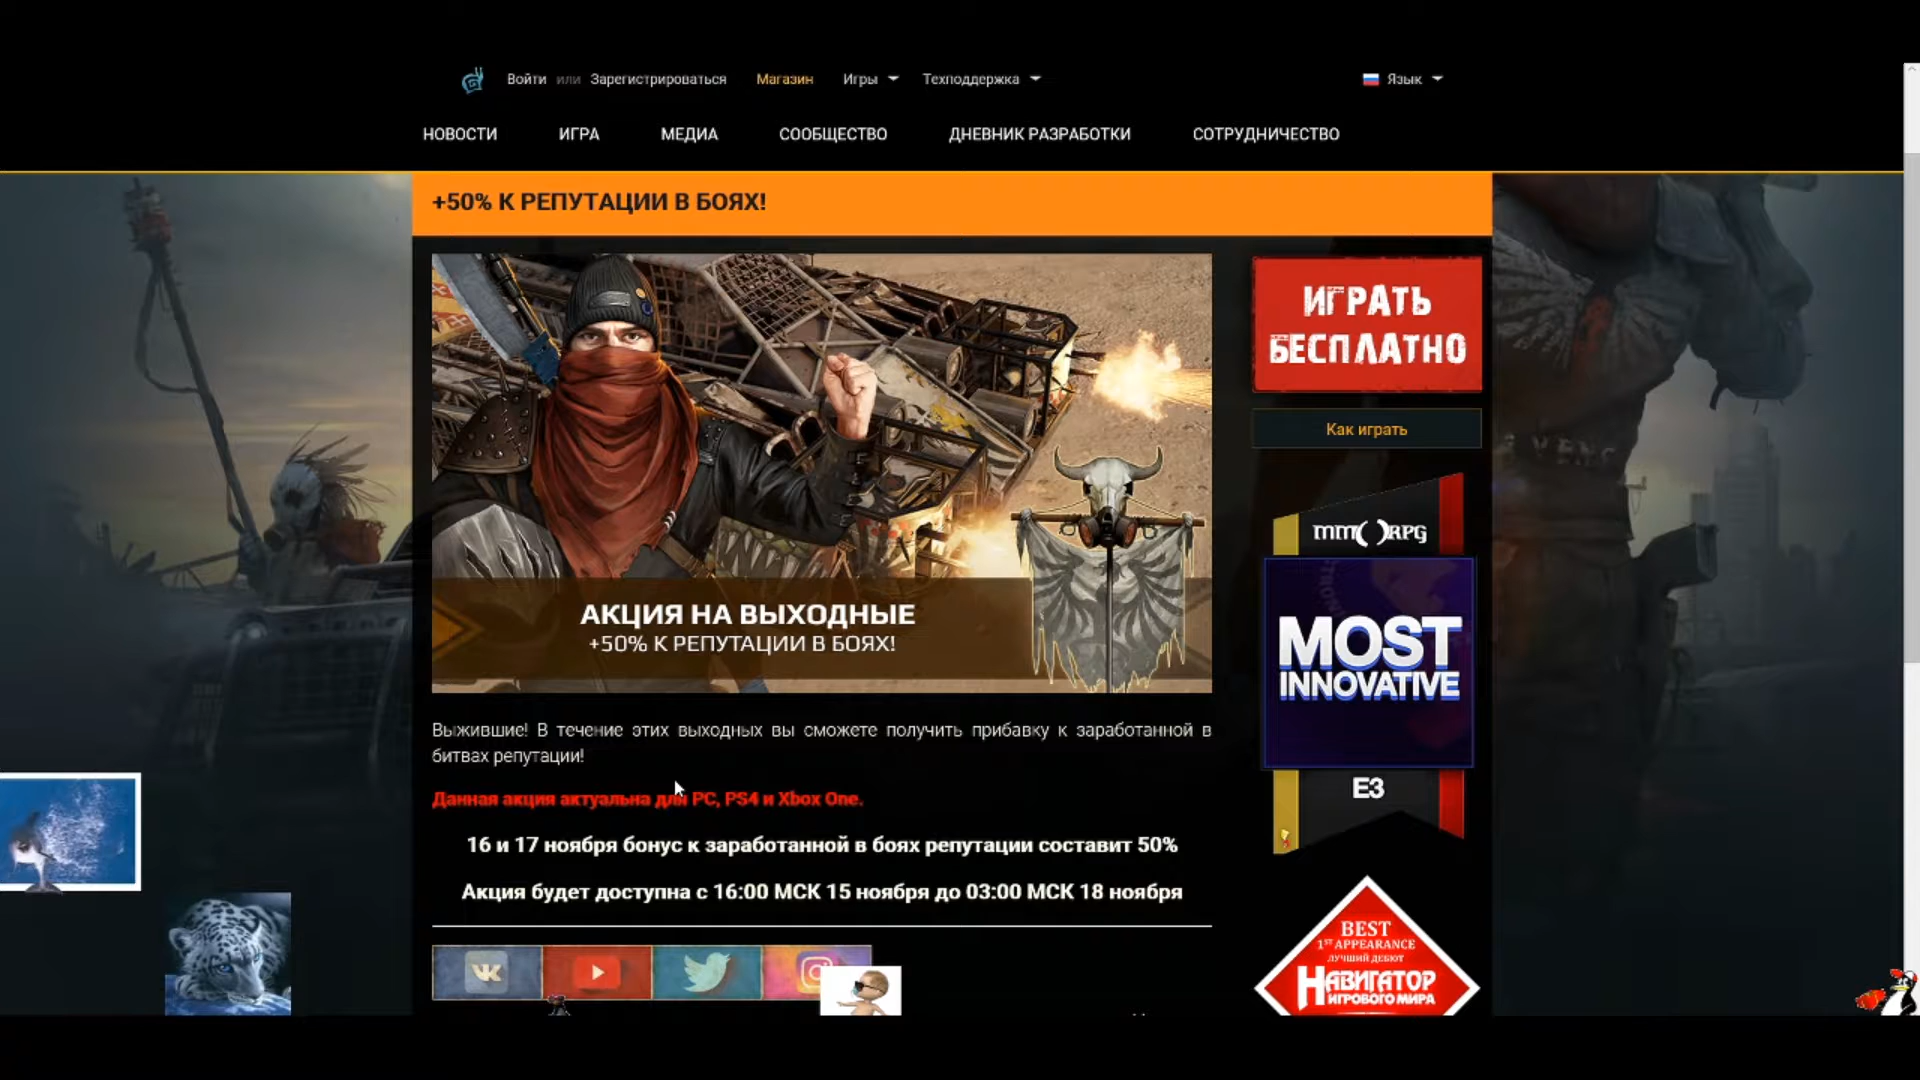 Войти или Зарегистрироваться Магазин Игры Техподдержка Язык
НОВОСТИ ИГРА МЕДИА СООБЩЕСТВО ДНЕВНИК РАЗРАБОТКИ СОТРУДНИЧЕСТВО
+50% К РЕПУТАЦИИ В БОЯХ!
ИГРАТЬ
БЕСПЛАТНО
Как играть
АКЦИЯ НА ВЫХОДНЫЕ
+50% К РЕПУТАЦИИ В БОЯХ!
Выжившие! В течение этих выходных вы сможете получить прибавку к заработанной в
битвах репутации!
Данная акция актуальна для PC, PS4 и Xbox One.
16 и 17 ноября бонус к заработанной в боях репутации составит 50%
Акция будет доступна с 16:00 МСК 15 ноября до 03:00 МСК 18 ноября
MMORPG
MOST
INNOVATIVE
E3
BEST
1ST APPEARANCE
ЛУЧШИЙ ДЕБЮТ
НАВИГАТОР
ИГРОВОГО МИРА